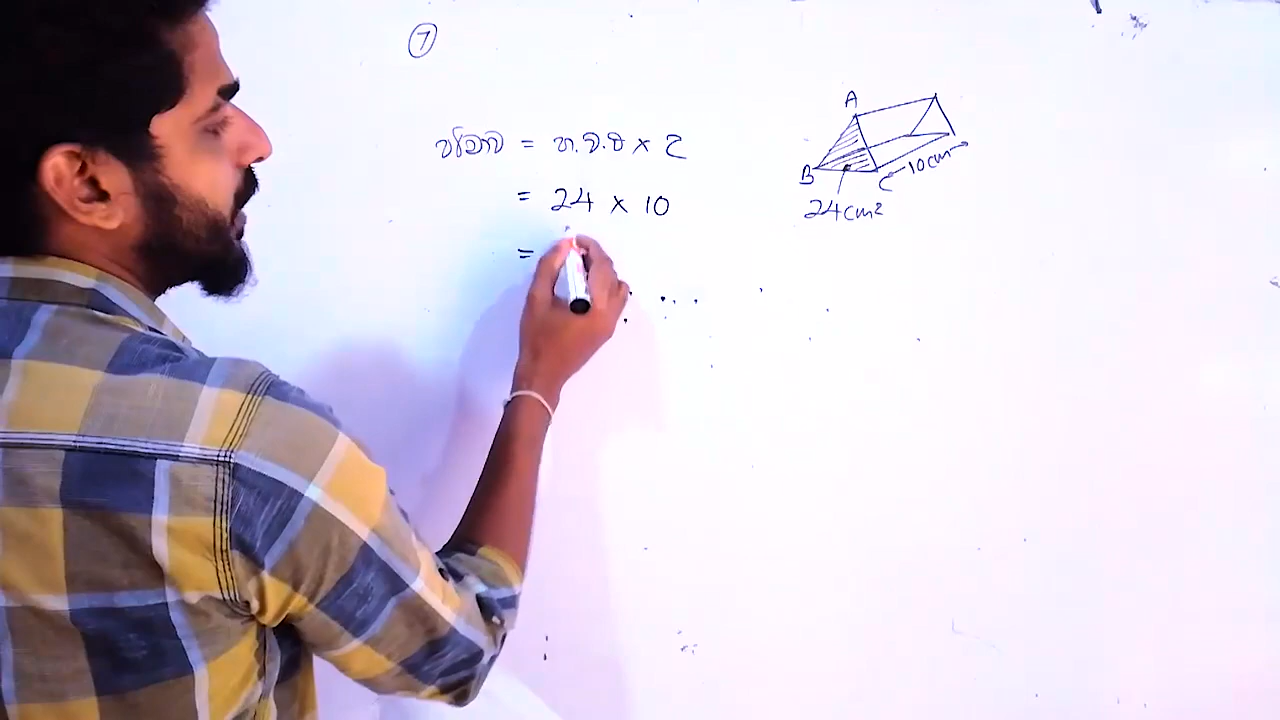 7
පරිමාව = හ.ව.ඵ × උ
= 24 × 10
=
A
B
C
10cm
24cm²